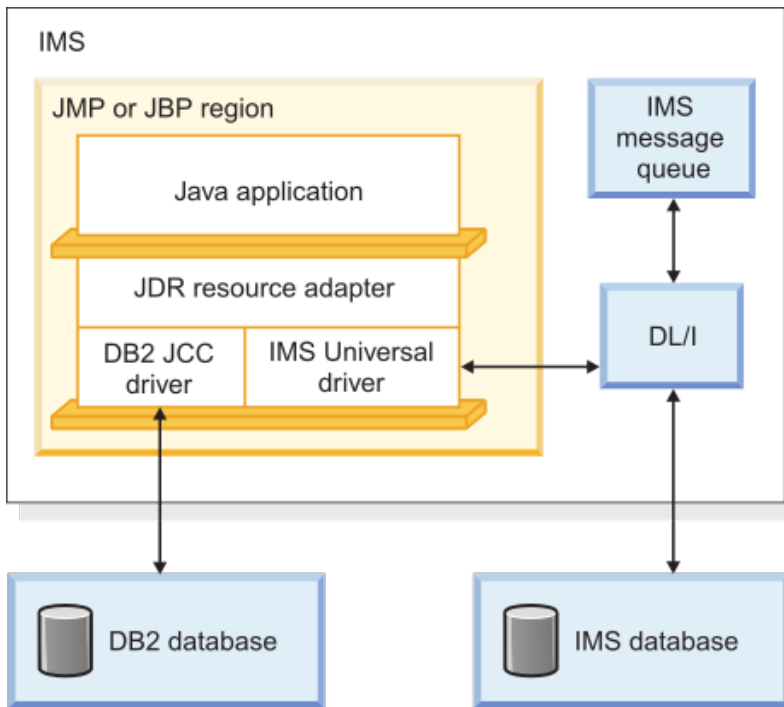 IMS
JMP or JBP region
IMS
message
queue
Java application
JDR resource adapter
DB2 JCC
driver
IMS Universal
driver
DL/I
DB2 database
IMS database